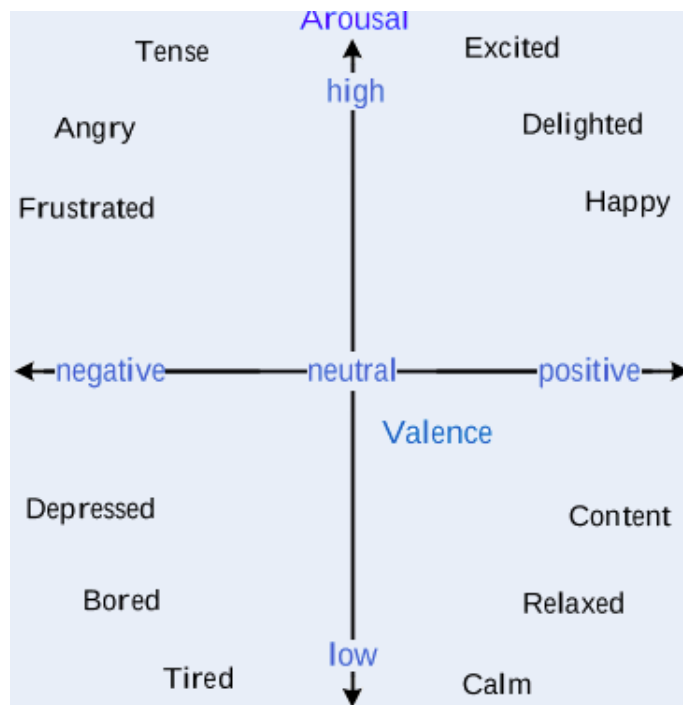 Arousal
Tense
Excited
high
Angry
Delighted
Frustrated
Happy
negative
neutral
positive
Valence
Depressed
Content
Bored
Relaxed
low
Tired
Calm